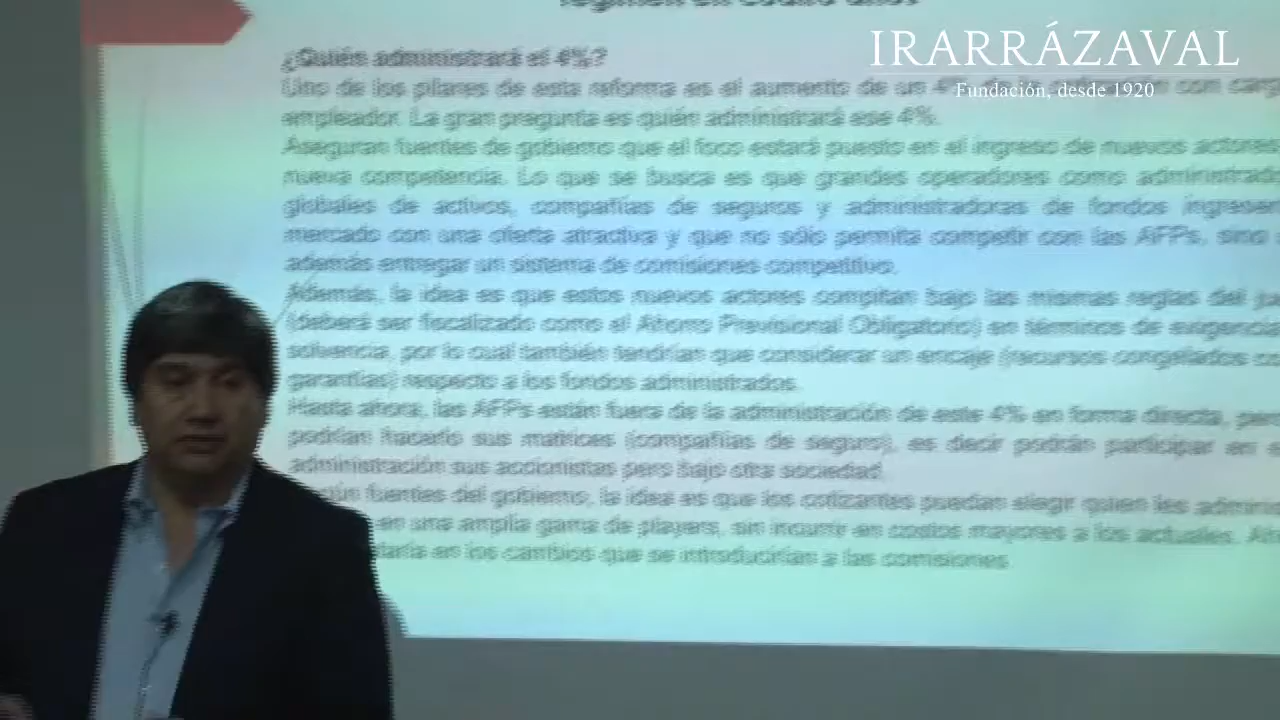 IRARRÁZAVAL
Fundación, desde 1920
régimen en cuatro años
¿Quién administrará el 4%?
Uno de los pilares de esta reforma es el aumento de un 4% de la con
empleador. La gran pregunta es quién administrará ese 4%.
Aseguran fuentes de gobierno que el foco estará puesto en el ingreso de nuevos actores
nueva competencia. Lo que se busca es que grandes operadores como
globales de activos, compañías de seguros y administradoras de fondos
mercado con una oferta atractiva y que no sólo permita competir con las AFPs, sino
además entregar un sistema de comisiones competitivo.
Además, la idea es que estos nuevos actores compitan bajo las mismas reglas del
(deberá ser fiscalizado como el Ahorro Previsional Obligatorio) en términos de
solvencia, por lo cual también tendrían que considerar un encaje (recursos congelados
garantías) respecto a los fondos administrados.
Hasta ahora, las AFPs están fuera de la administración de este 4% en forma directa,
podrían hacerlo sus matrices (compañías de seguro), es decir podrán participar en
administración sus accionistas pero bajo otra sociedad.
fuentes del gobierno, la idea es que los cotizantes puedan elegir quien les
en una amplia gama de players, sin incurrir en costos mayores a los actuales.
en los cambios que se introducirían a las comisiones.